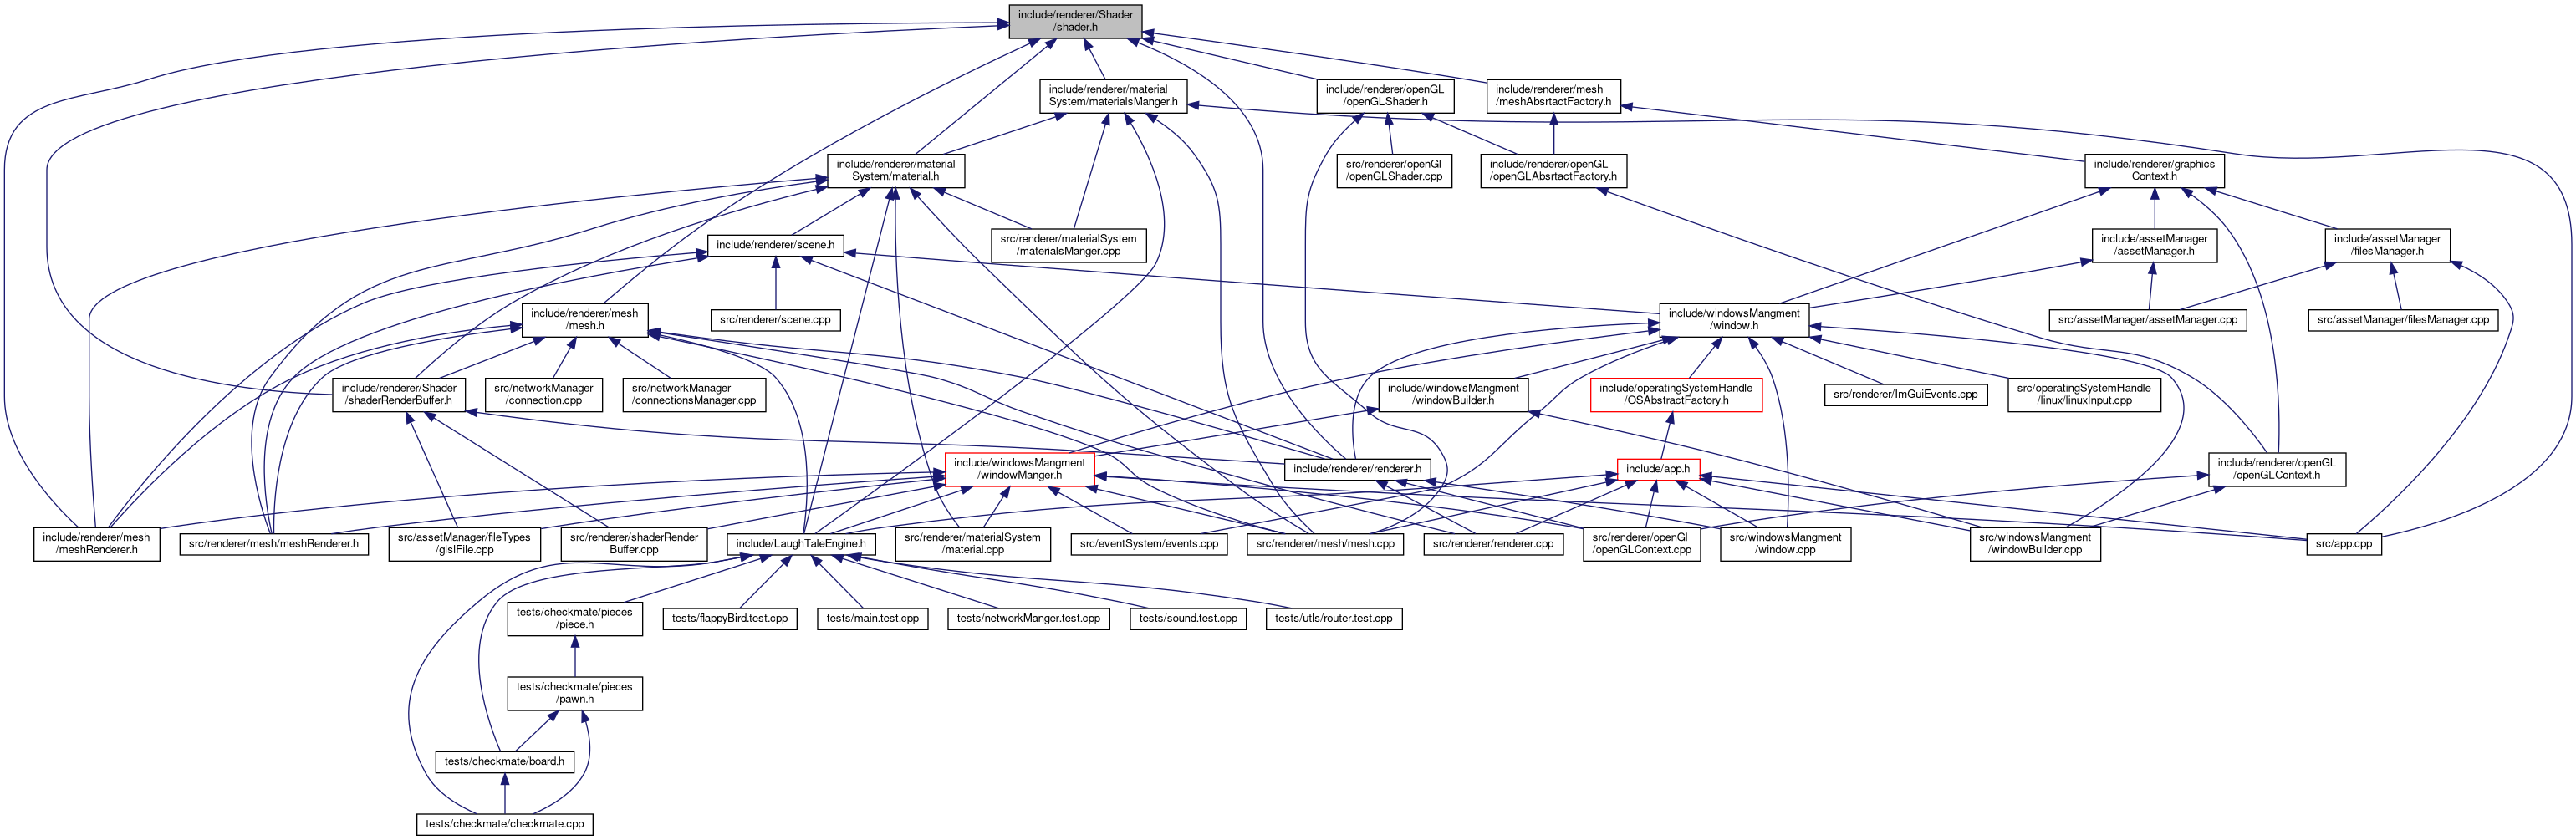 include/renderer/Shader
/shader.h
include/renderer/material
System/materialsManger.h
include/renderer/openGL
/openGLShader.h
include/renderer/mesh
/meshAbsrtactFactory.h
include/renderer/material
System/material.h
src/renderer/openGl
/openGLShader.cpp
include/renderer/openGL
/openGLAbsrtactFactory.h
include/renderer/graphics
Context.h
include/renderer/scene.h
src/renderer/materialSystem
/materialsManger.cpp
include/assetManager
/assetManager.h
include/assetManager
/filesManager.h
include/renderer/mesh
/mesh.h
src/renderer/scene.cpp
include/windowsMangment
/window.h
src/assetManager/assetManager.cpp
src/assetManager/filesManager.cpp
include/renderer/Shader
/shaderRenderBuffer.h
src/networkManager
/connection.cpp
src/networkManager
/connectionsManager.cpp
include/windowsMangment
/windowBuilder.h
include/operatingSystemHandle
/OSAbstractFactory.h
src/renderer/ImGuiEvents.cpp
src/operatingSystemHandle
/linux/linuxInput.cpp
include/windowsMangment
/windowManger.h
include/renderer/renderer.h
include/app.h
include/renderer/openGL
/openGLContext.h
include/renderer/mesh
/meshRenderer.h
src/renderer/mesh/meshRenderer.h
src/assetManager/fileTypes
/glslFile.cpp
src/renderer/shaderRender
Buffer.cpp
include/LaughTaleEngine.h
src/renderer/materialSystem
/material.cpp
src/eventSystem/events.cpp
src/renderer/mesh/mesh.cpp
src/renderer/renderer.cpp
src/renderer/openGl
/openGLContext.cpp
src/windowsMangment
/window.cpp
src/windowsMangment
/windowBuilder.cpp
src/app.cpp
tests/checkmate/pieces
/piece.h
tests/flappyBird.test.cpp
tests/main.test.cpp
tests/networkManger.test.cpp
tests/sound.test.cpp
tests/utls/router.test.cpp
tests/checkmate/pieces
/pawn.h
tests/checkmate/board.h
tests/checkmate/checkmate.cpp